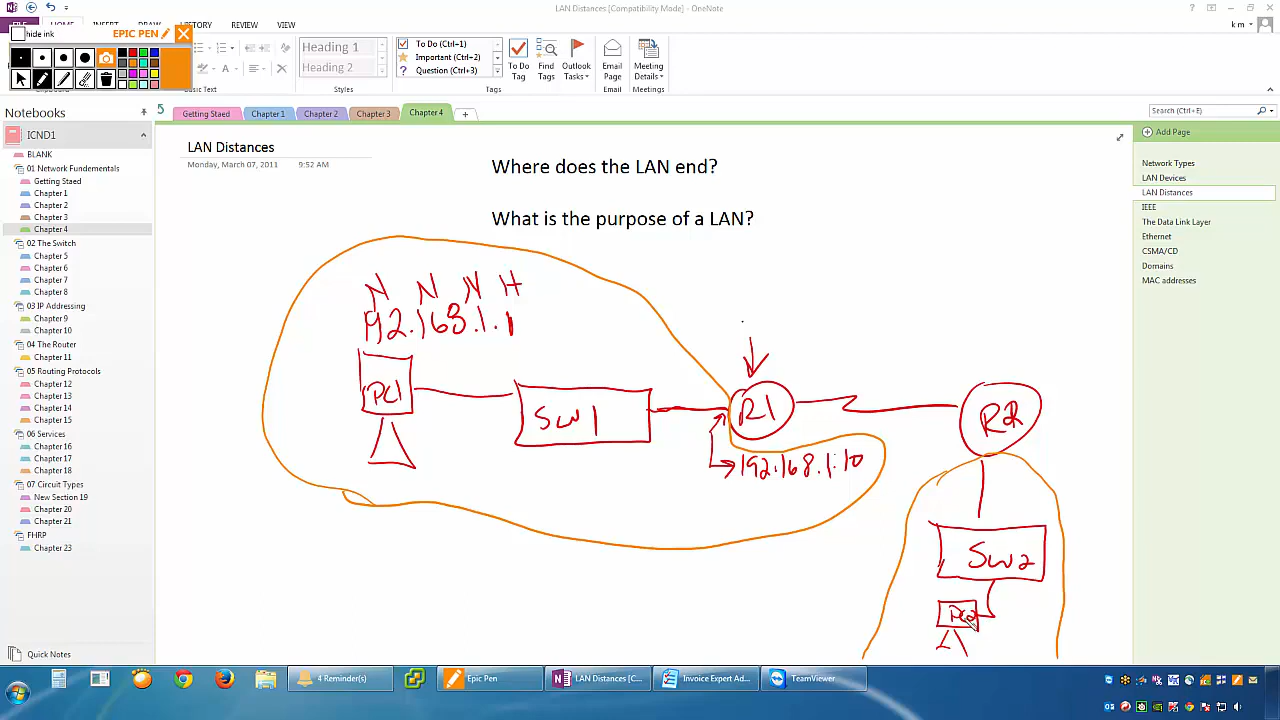 LAN Distances [Compatibility Mode] - OneNote
hide ink
EPIC PEN
HOME
INSERT
DRAW
HISTORY
REVIEW
VIEW
k m
Heading 1
Heading 2
To Do (Ctrl+1)
Important (Ctrl+2)
Question (Ctrl+3)
To Do
Tag
Find
Tags
Outlook
Tasks
Email
Page
Meeting
Details
Basic Text
Styles
Tags
Email
Meetings
Notebooks
Getting Staed
Chapter 1
Chapter 2
Chapter 3
Chapter 4
Search (Ctrl+E)
ICND1
BLANK
01 Network Fundamentals
Getting Staed
Chapter 1
Chapter 2
Chapter 3
Chapter 4
02 The Switch
Chapter 5
Chapter 6
Chapter 7
Chapter 8
03 IP Addressing
Chapter 9
Chapter 10
04 The Router
Chapter 11
05 Routing Protocols
Chapter 12
Chapter 13
Chapter 14
Chapter 15
06 Services
Chapter 16
Chapter 17
Chapter 18
07 Circuit Types
New Section 19
Chapter 20
Chapter 21
FHRP
Chapter 23
Quick Notes
LAN Distances
Monday, March 07, 2011
9:52 AM
Where does the LAN end?
What is the purpose of a LAN?
N N N H
192.168.1.1
PC1
SW1
R1
192.168.1.10
R2
SW2
PC2
Add Page
Network Types
LAN Devices
LAN Distances
IEEE
The Data Link Layer
Ethernet
CSMA/CD
Domains
MAC addresses
4 Reminder(s)
Epic Pen
LAN Distances [C...
Invoice Expert Ad...
TeamViewer